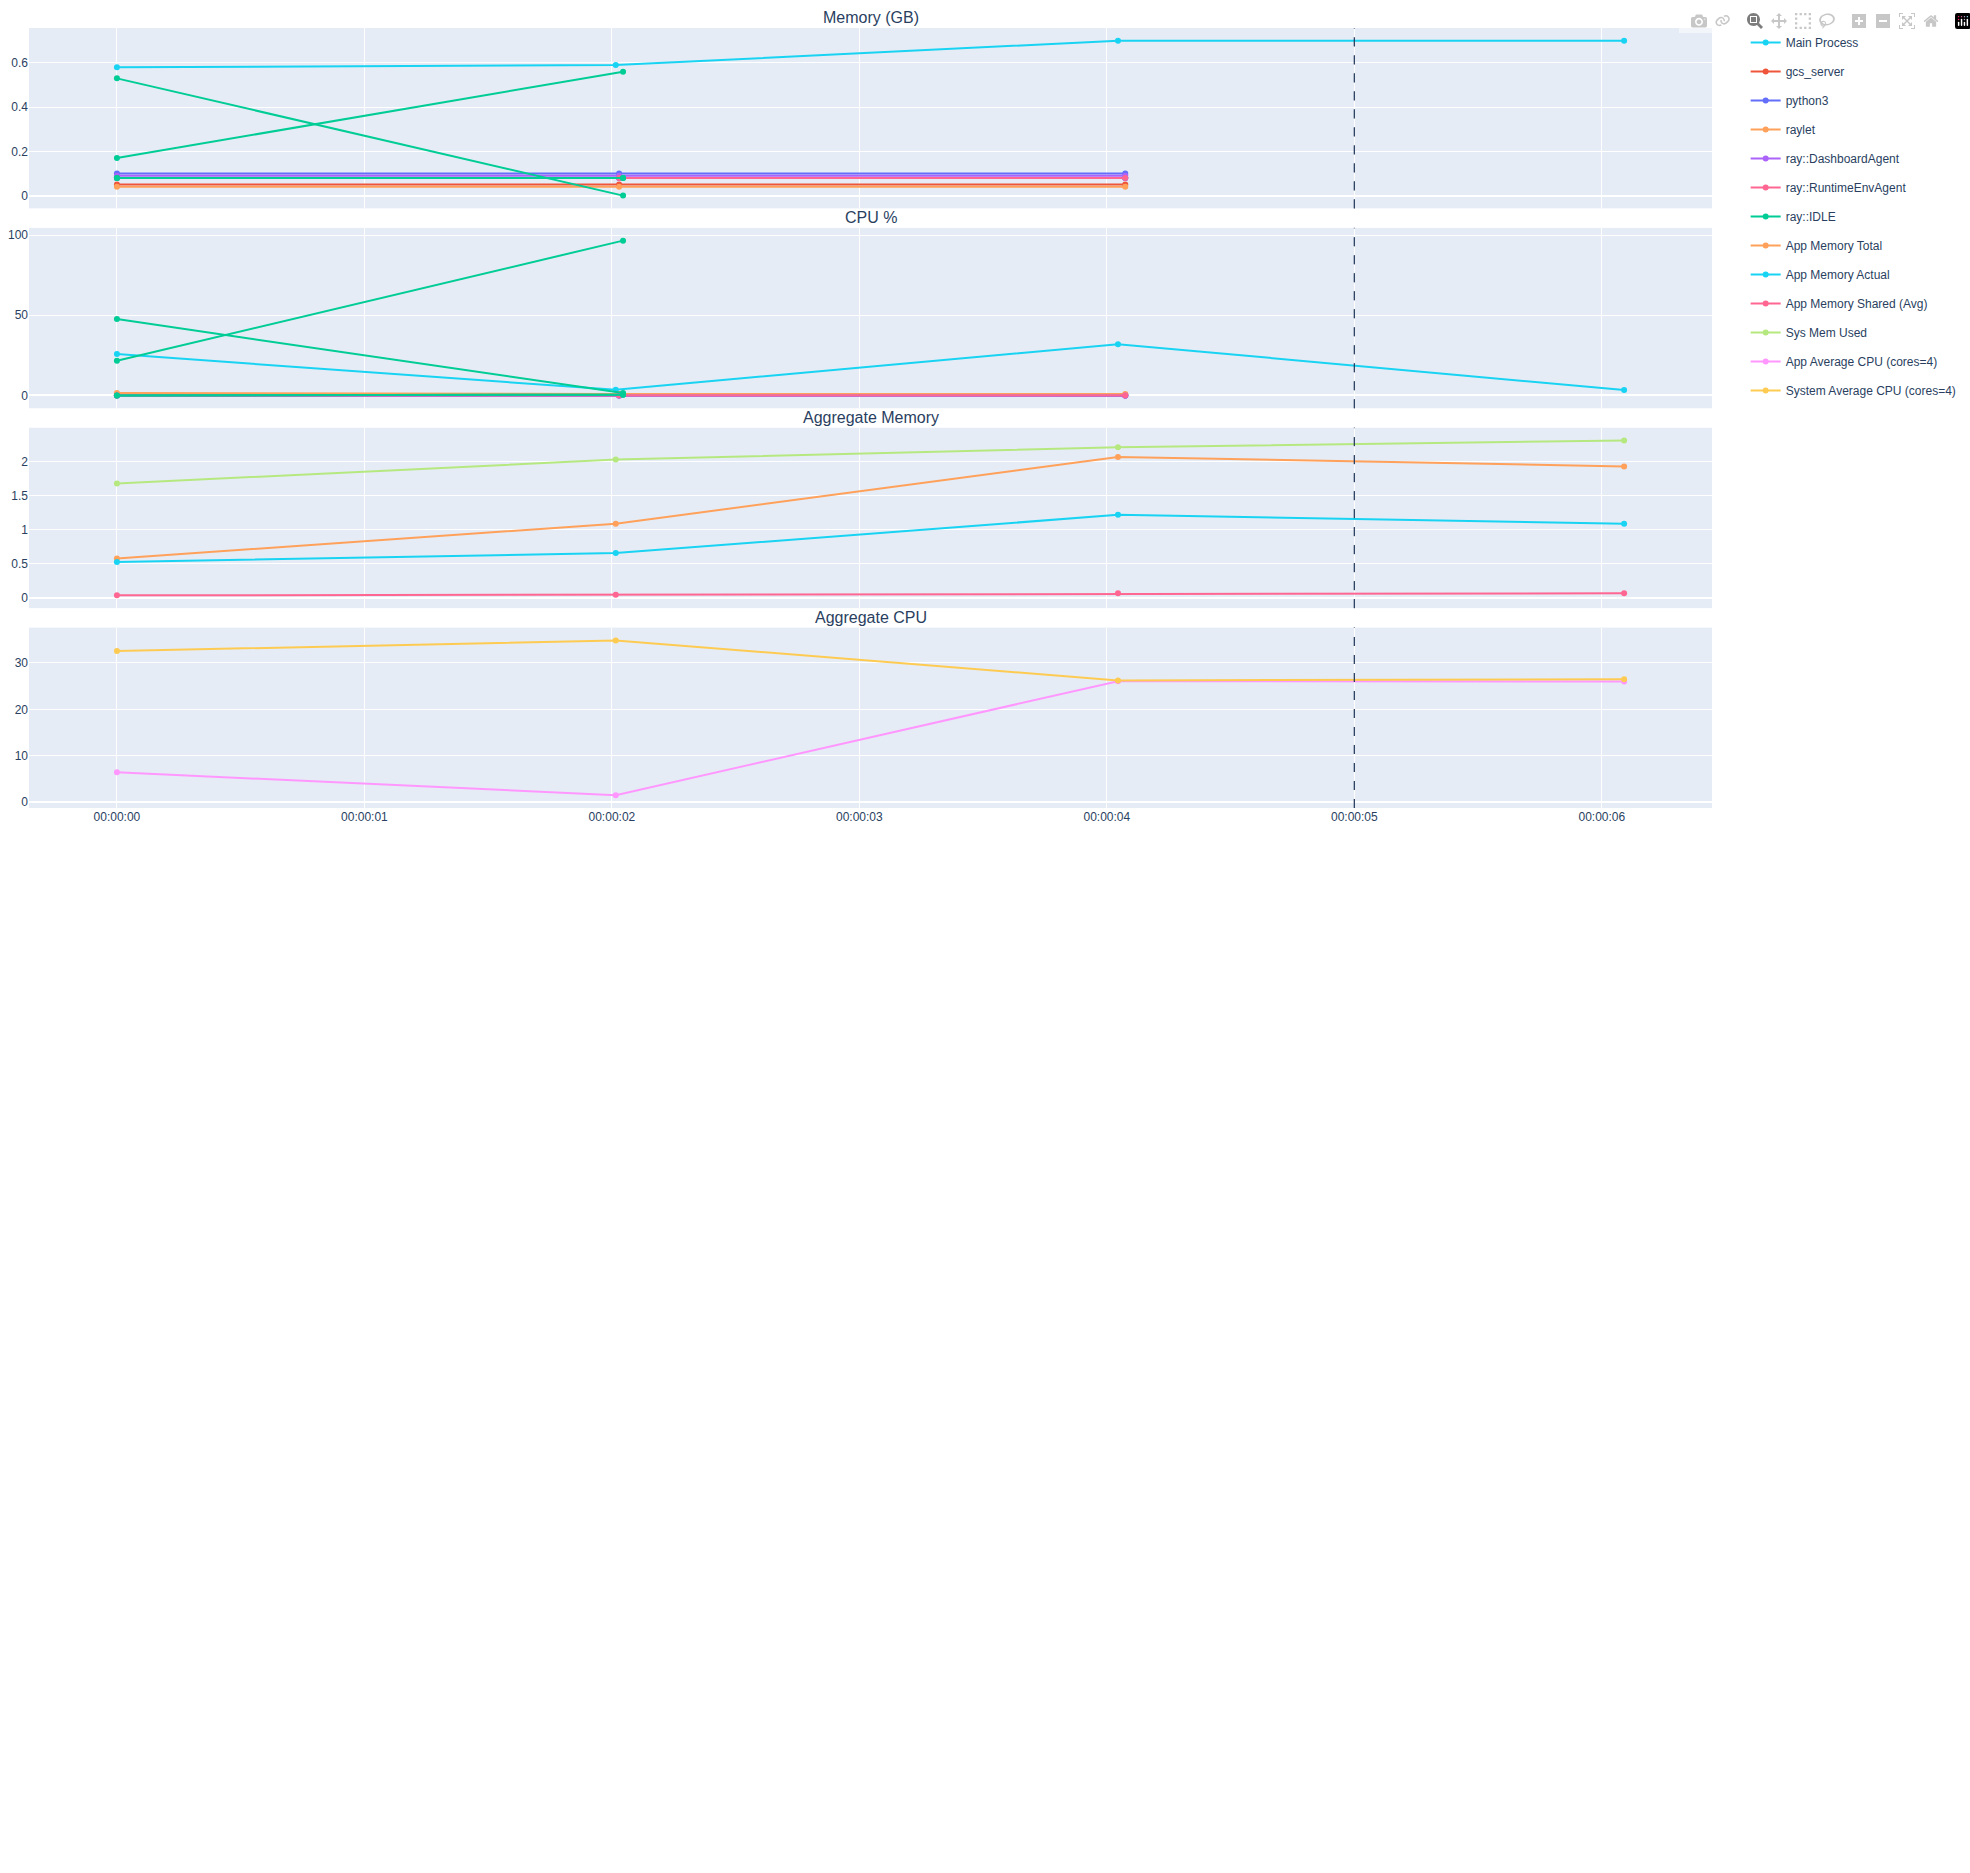 Memory (GB)
0.6
0.4
0.2
0
CPU %
100
50
0
Aggregate Memory
2
1.5
1
0.5
0
Aggregate CPU
30
20
10
0
00:00:00
00:00:01
00:00:02
00:00:03
00:00:04
00:00:05
00:00:06
Main Process
gcs_server
python3
raylet
ray::DashboardAgent
ray::RuntimeEnvAgent
ray::IDLE
App Memory Total
App Memory Actual
App Memory Shared (Avg)
Sys Mem Used
App Average CPU (cores=4)
System Average CPU (cores=4)